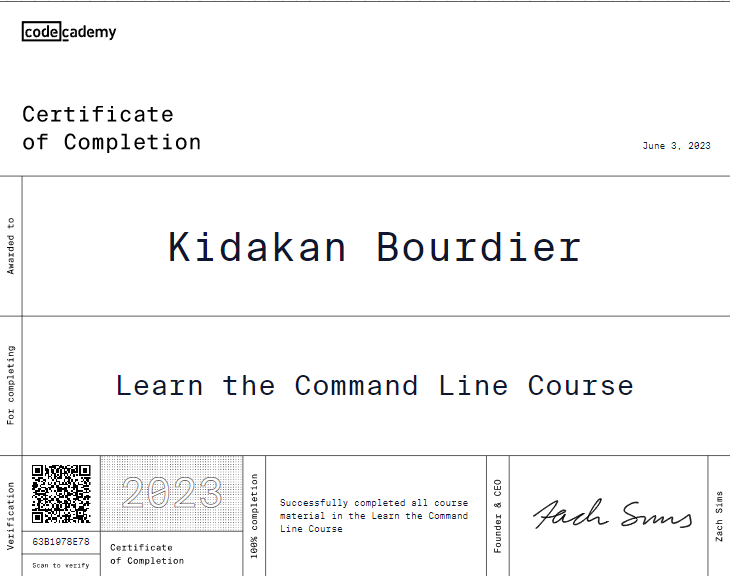 codecademy
Certificate
of Completion
June 3, 2023
Awarded to
Kidakan Bourdier
For completing
Learn the Command Line Course
Verification
63B1978E78
Scan to verify
2023
Certificate
of Completion
100% completion
Successfully completed all course
material in the Learn the Command
Line Course
Founder & CEO
Zach Sims
Zach Sims